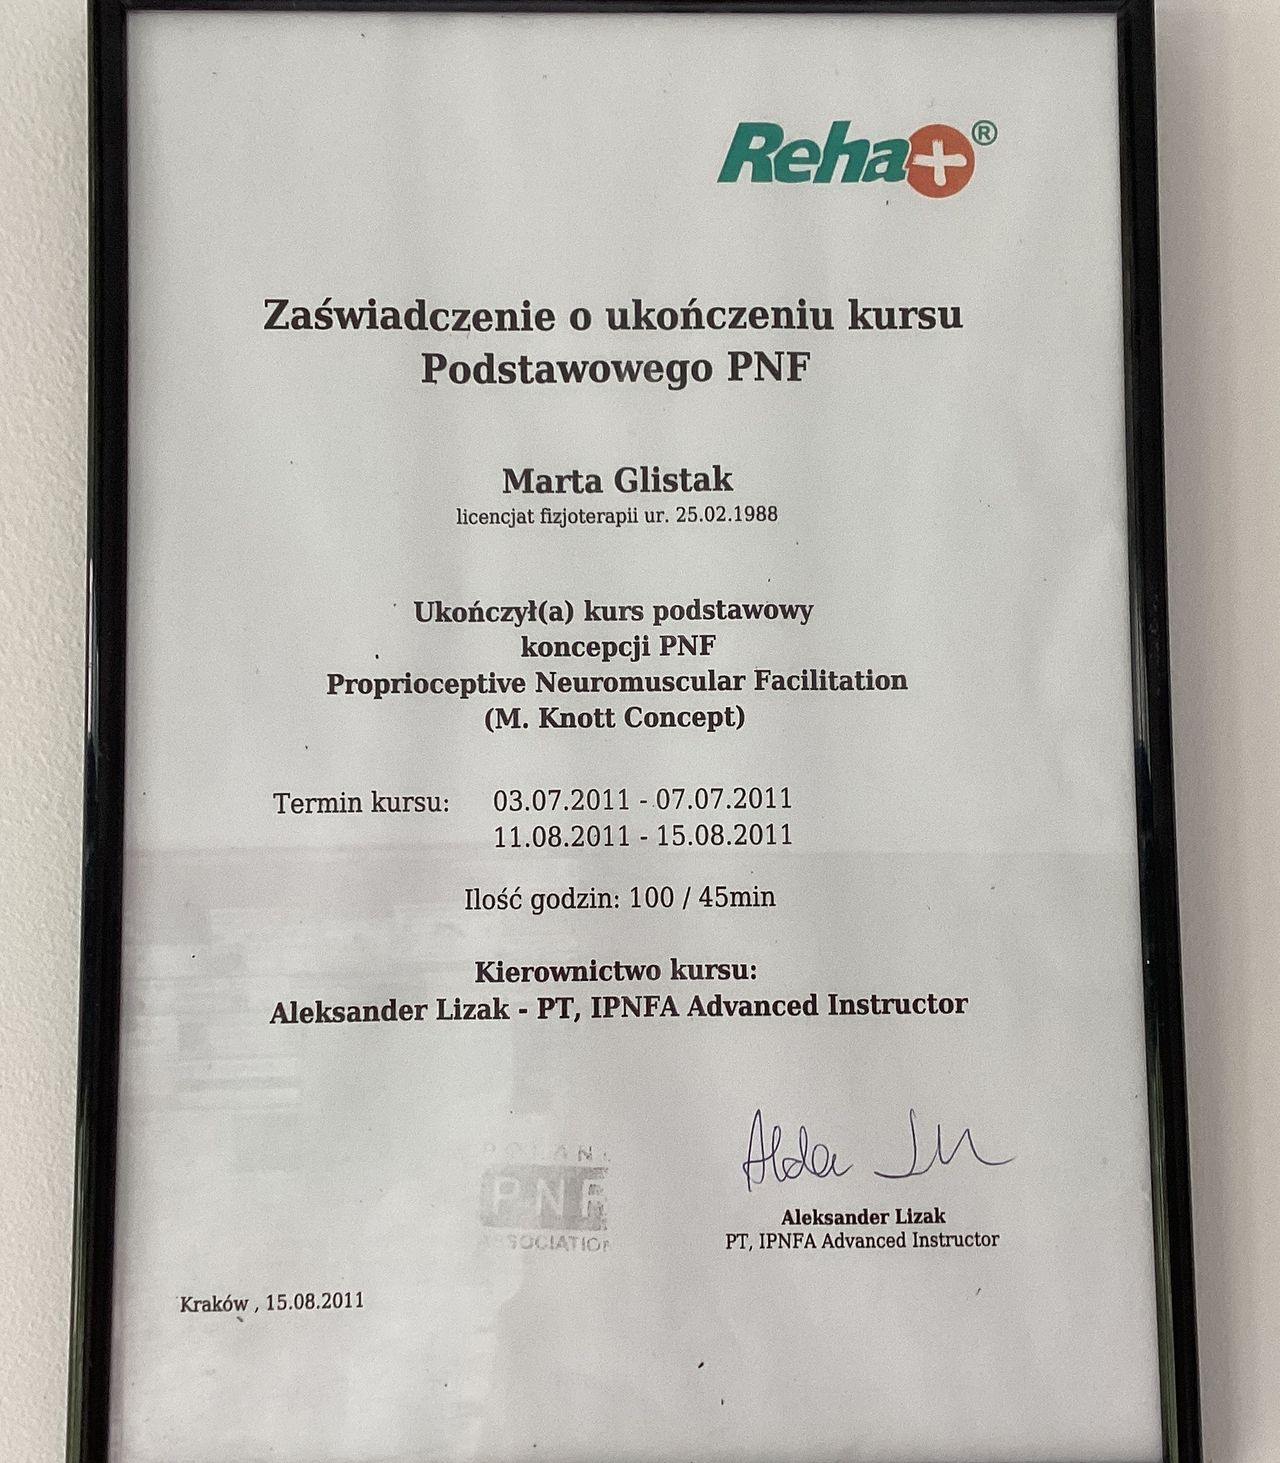 Reha+®
Zaświadczenie o ukończeniu kursu
Podstawowego PNF
Marta Glistak
licencjat fizjoterapii ur. 25.02.1988
Ukończył(a) kurs podstawowy
koncepcji PNF
Proprioceptive Neuromuscular Facilitation
(M. Knott Concept)
Termin kursu: 03.07.2011 - 07.07.2011
11.08.2011 - 15.08.2011
Ilość godzin: 100 / 45min
Kierownictwo kursu:
Aleksander Lizak - PT, IPNFA Advanced Instructor
PNF
Aleksander Lizak
PT, IPNFA Advanced Instructor
Kraków , 15.08.2011